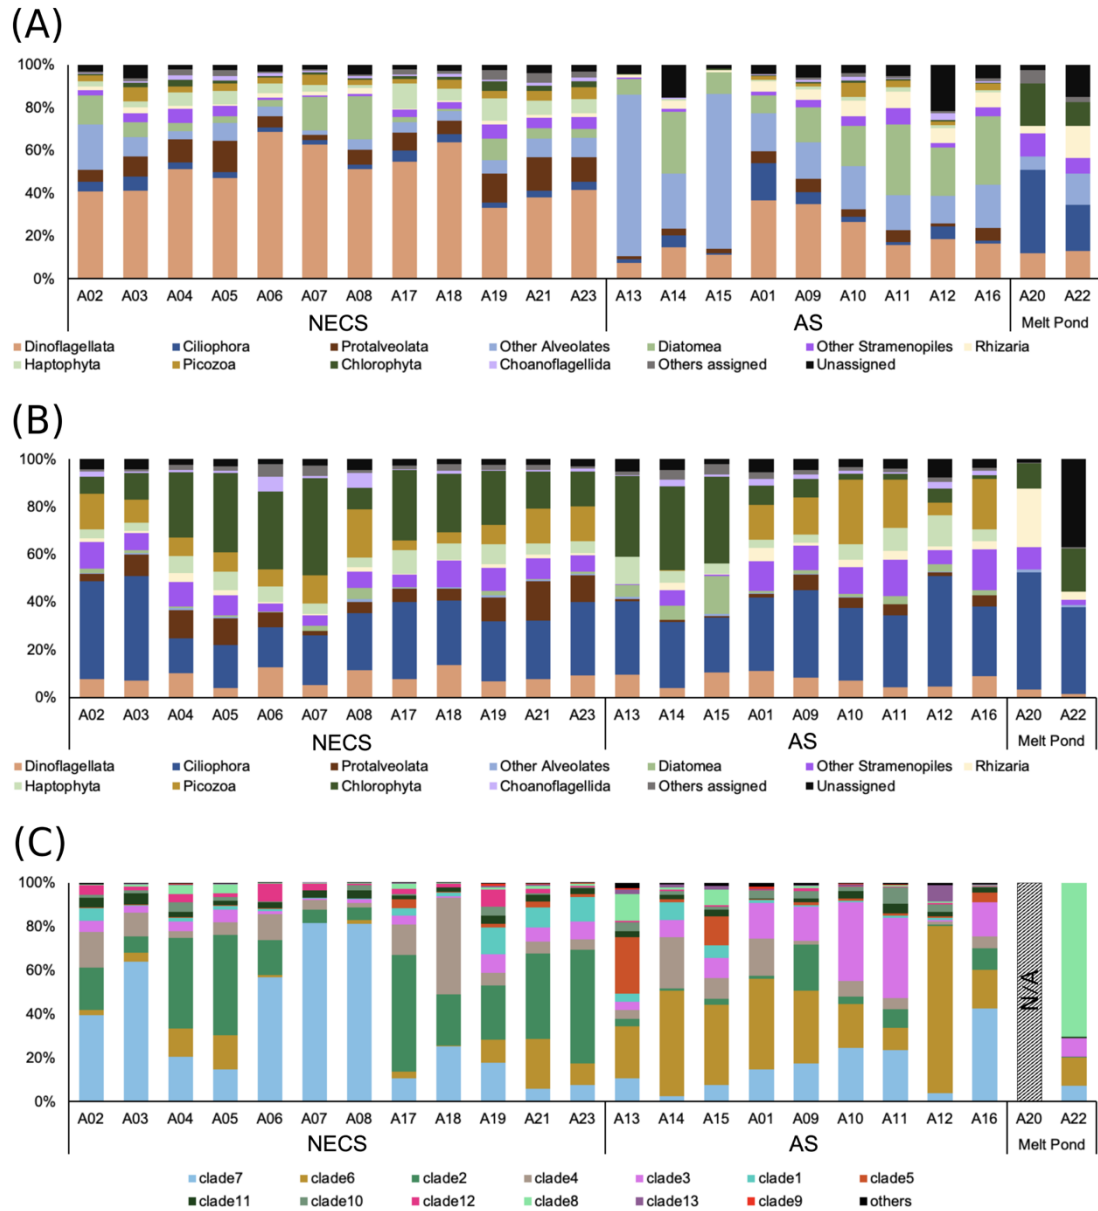 (A)
100%
80%
60%
40%
20%
0%
A02 A03 A04 A05 A06 A07 A08 A17 A18 A19 A21 A23 A13 A14 A15 A01 A09 A10 A11 A12 A16 A20 A22
NECS AS Melt Pond
Dinoflagellata Ciliophora Protalveolata Other Alveolates Diatomea Other Stramenopiles Rhizaria
Haptophyta Picozoa Chlorophyta Choanoflagellida Others assigned Unassigned
(B)
100%
80%
60%
40%
20%
0%
A02 A03 A04 A05 A06 A07 A08 A17 A18 A19 A21 A23 A13 A14 A15 A01 A09 A10 A11 A12 A16 A20 A22
NECS AS Melt Pond
Dinoflagellata Ciliophora Protalveolata Other Alveolates Diatomea Other Stramenopiles Rhizaria
Haptophyta Picozoa Chlorophyta Choanoflagellida Others assigned Unassigned
(C)
100%
80%
60%
40%
20%
0%
N/A
A02 A03 A04 A05 A06 A07 A08 A17 A18 A19 A21 A23 A13 A14 A15 A01 A09 A10 A11 A12 A16 A20 A22
NECS AS Melt Pond
clade7 clade6 clade2 clade4 clade3 clade1 clade5
clade11 clade10 clade12 clade8 clade13 clade9 others